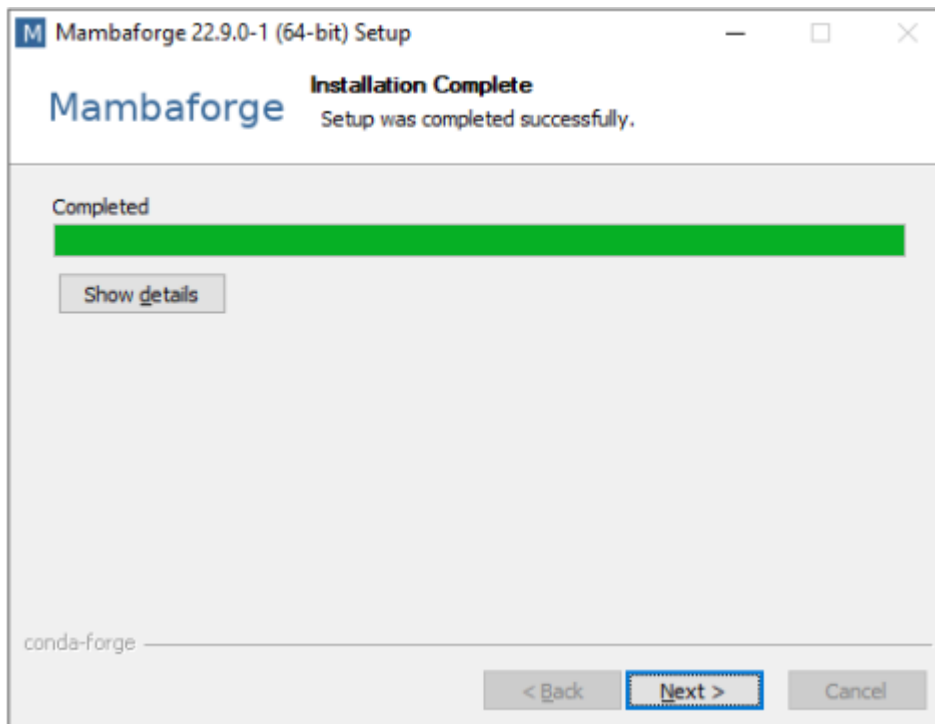 M Mambaforge 22.9.0-1 (64-bit) Setup
Mambaforge
Installation Complete
Setup was completed successfully.
Completed
Show details
conda-forge
< Back Next > Cancel